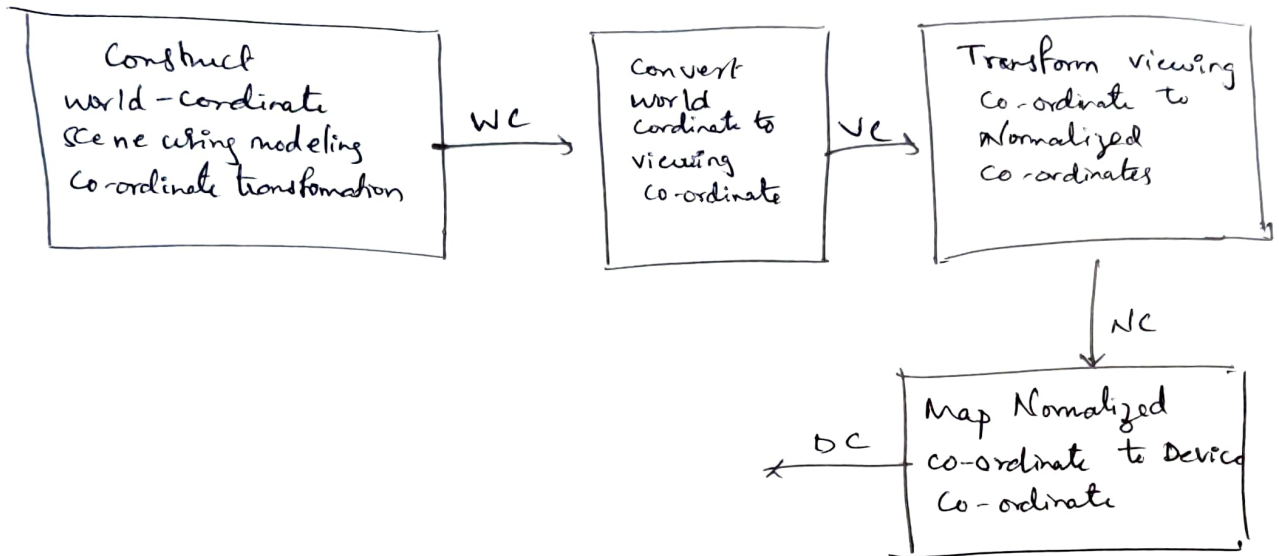 Construct
world-cordinate
scene using modeling
co-ordinate transfomation
WC
convert
world
cordinate to
viewing
co-ordinate
VC
Transform viewing
co-ordinate to
Normalized
co-ordinates
NC
Map Normalized
co-ordinate to Device
co-ordinate
DC